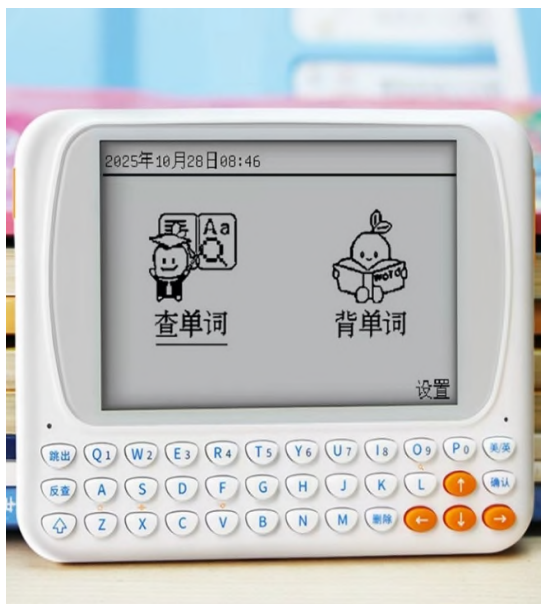 2025年10月28日08:46
Aa
WORD
查单词
背单词
设置
跳出 Q1 W2 E3 R4 T5 Y6 U7 I8 O9 P0 美/英
反查 A S D F G H J K L ↑ 确认
Z X C V B N M 删除 ← ↓ →